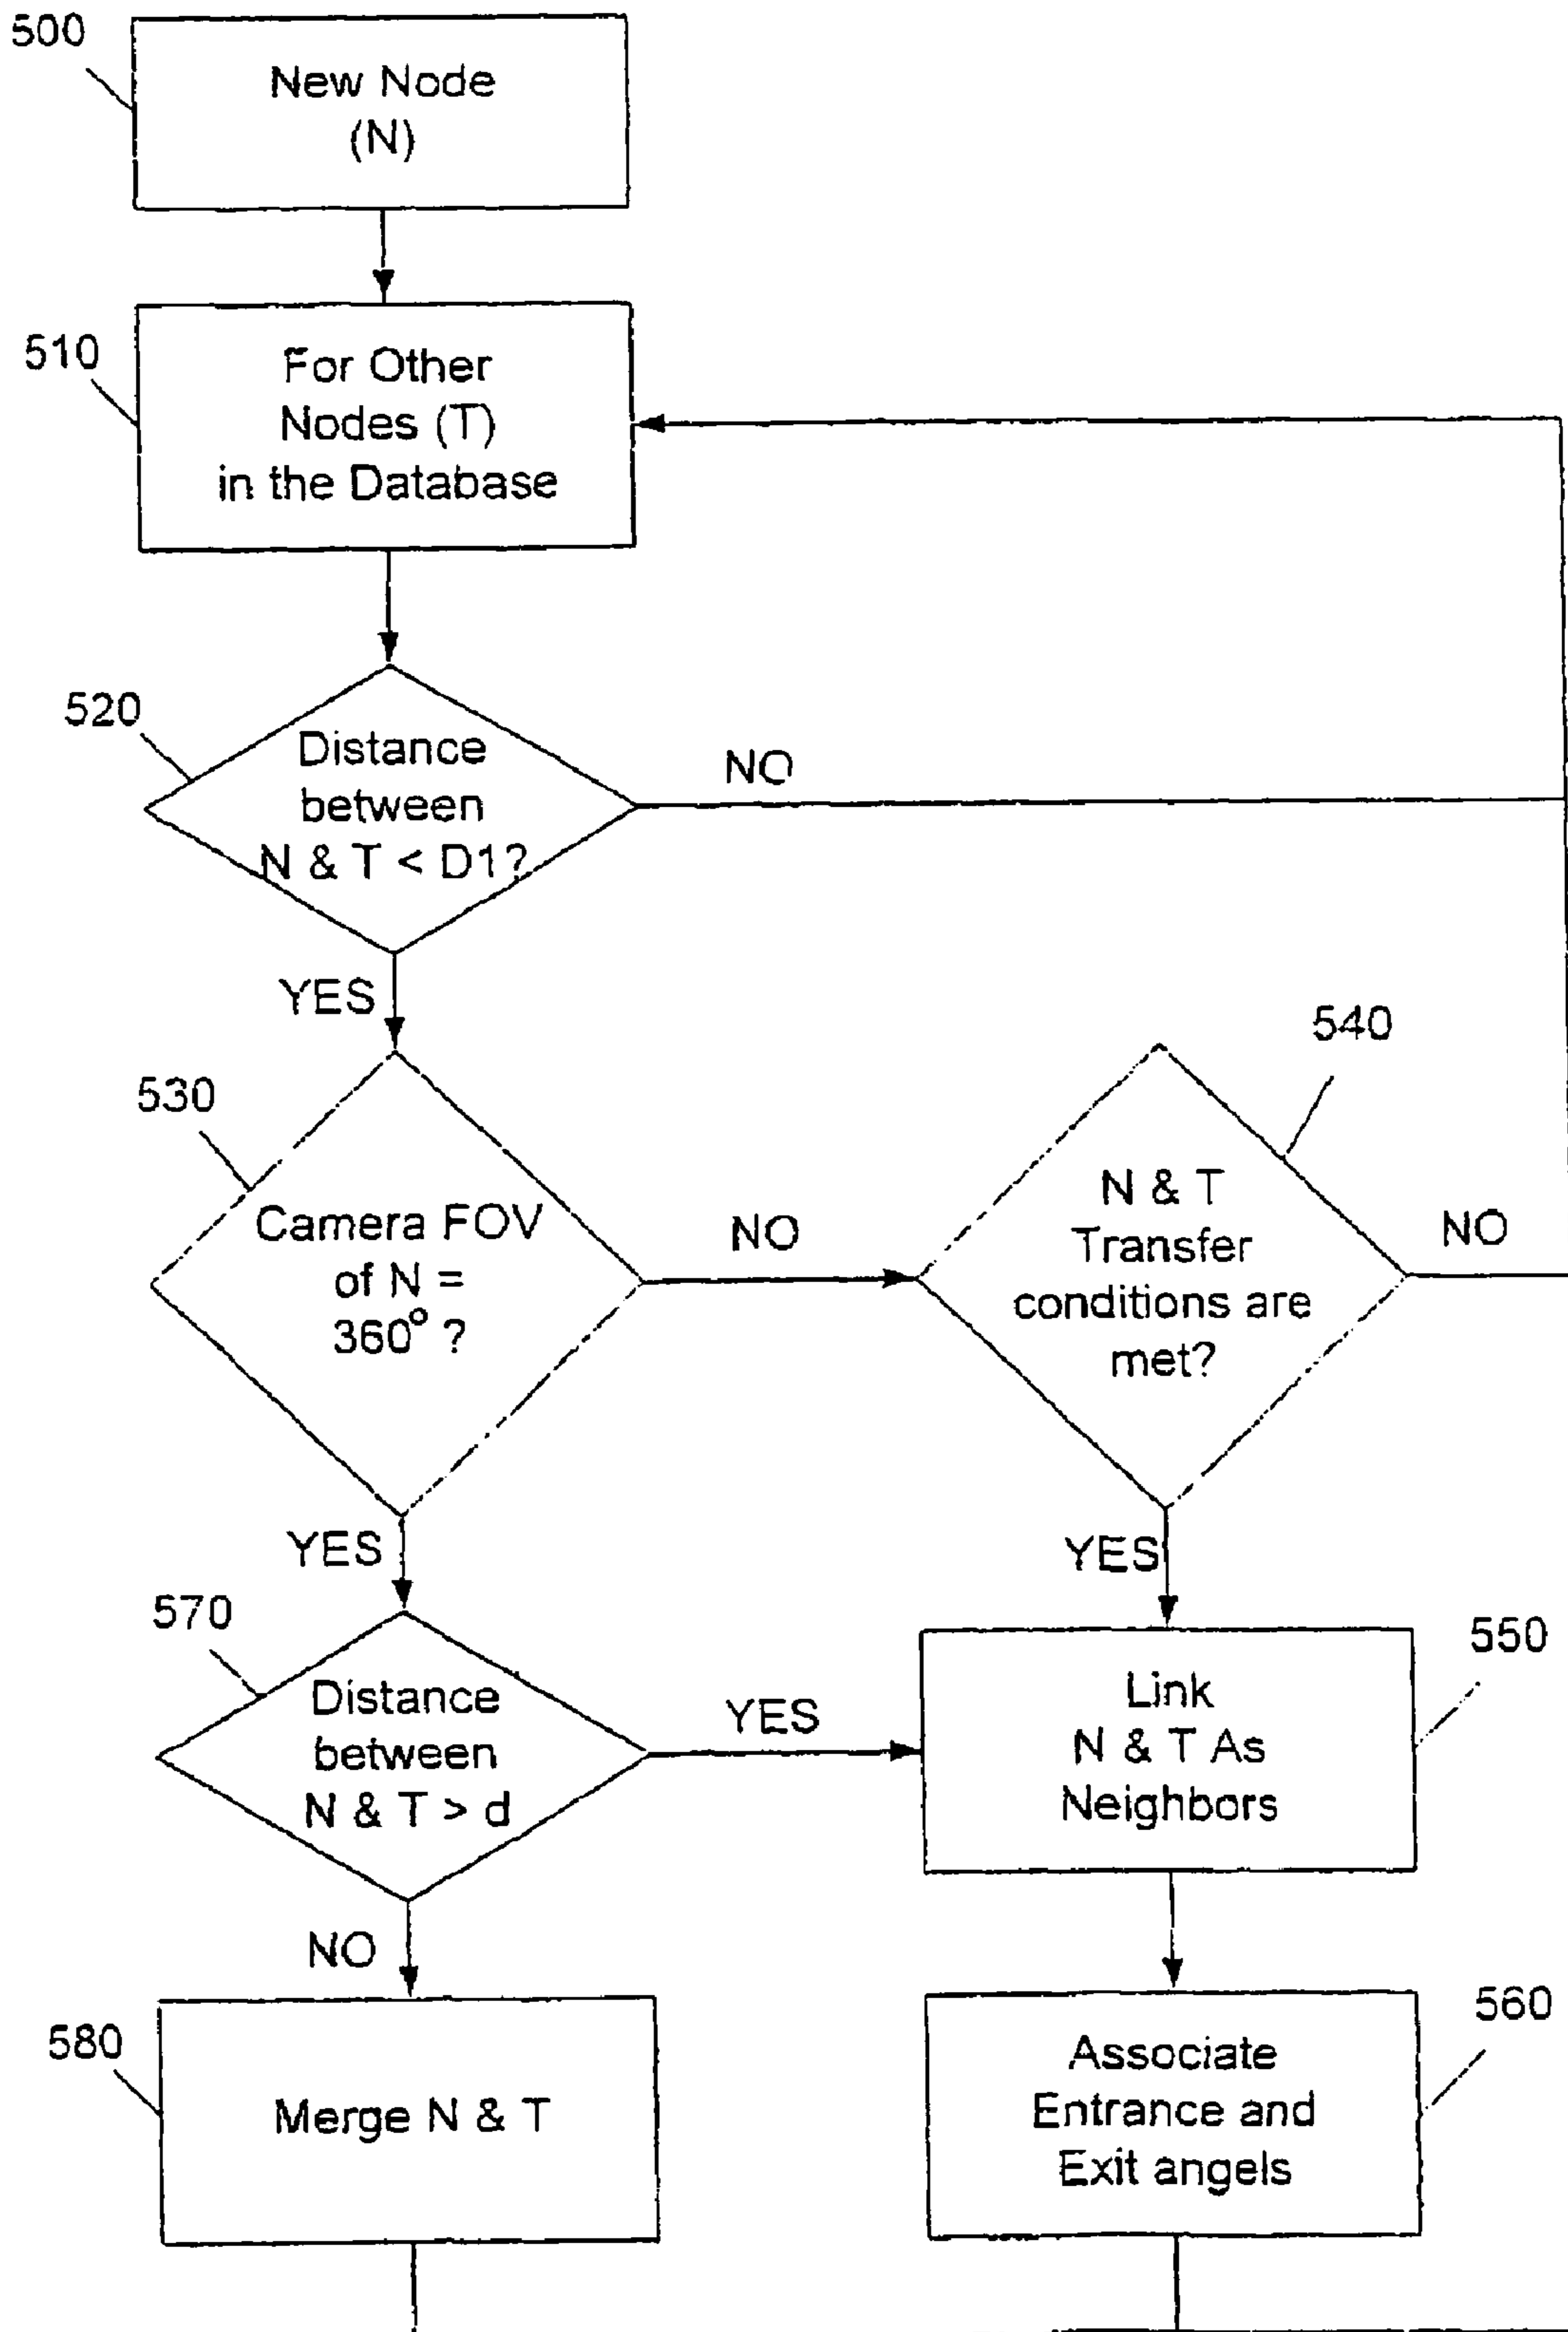 500
New Node
(N)
510
For Other
Nodes (T)
in the Database
520
Distance
between
N & T < D1?
NO
YES
530
Camera FOV
of N =
360° ?
NO
540
N & T
Transfer
conditions are
met?
NO
YES
YES
570
Distance
between
N & T > d
YES
550
Link
N & T As
Neighbors
NO
580
Merge N & T
560
Associate
Entrance and
Exit angels